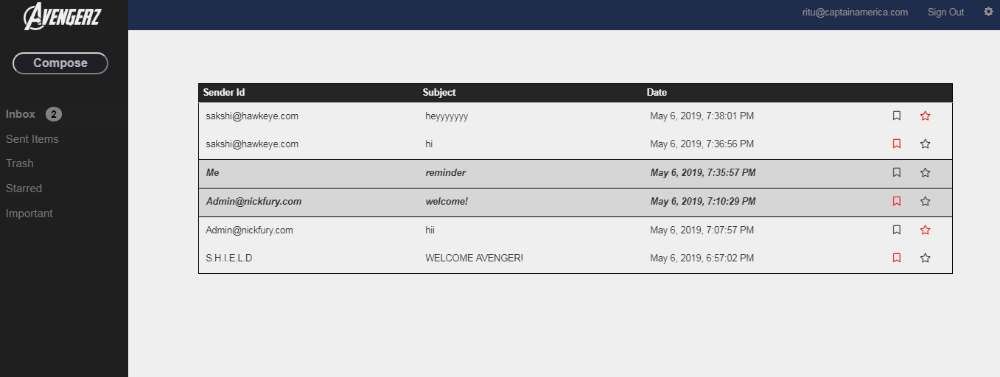 AVENGERZ
ritu@captainamerica.com Sign Out
Compose
Inbox 2
Sent Items
Trash
Starred
Important
Sender Id Subject Date
sakshi@hawkeye.com heyyyyyyy May 6, 2019, 7:38:01 PM
sakshi@hawkeye.com hi May 6, 2019, 7:36:56 PM
Me reminder May 6, 2019, 7:35:57 PM
Admin@nickfury.com welcome! May 6, 2019, 7:10:29 PM
Admin@nickfury.com hii May 6, 2019, 7:07:57 PM
S.H.I.E.L.D WELCOME AVENGER! May 6, 2019, 6:57:02 PM